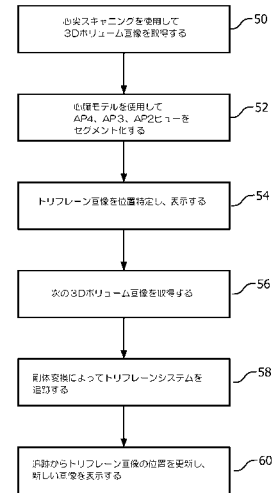 心尖スキャニングを使用して
3Dボリューム画像を取得する
50
心臓モデルを使用して
AP4、AP3、AP2ビューを
セグメント化する
52
トリプレーン画像を位置特定し、表示する
54
次の3Dボリューム画像を取得する
56
剛体変換によってトリプレーンシステムを
追跡する
58
追跡からトリプレーン画像の位置を更新し、
新しい画像を表示する
60